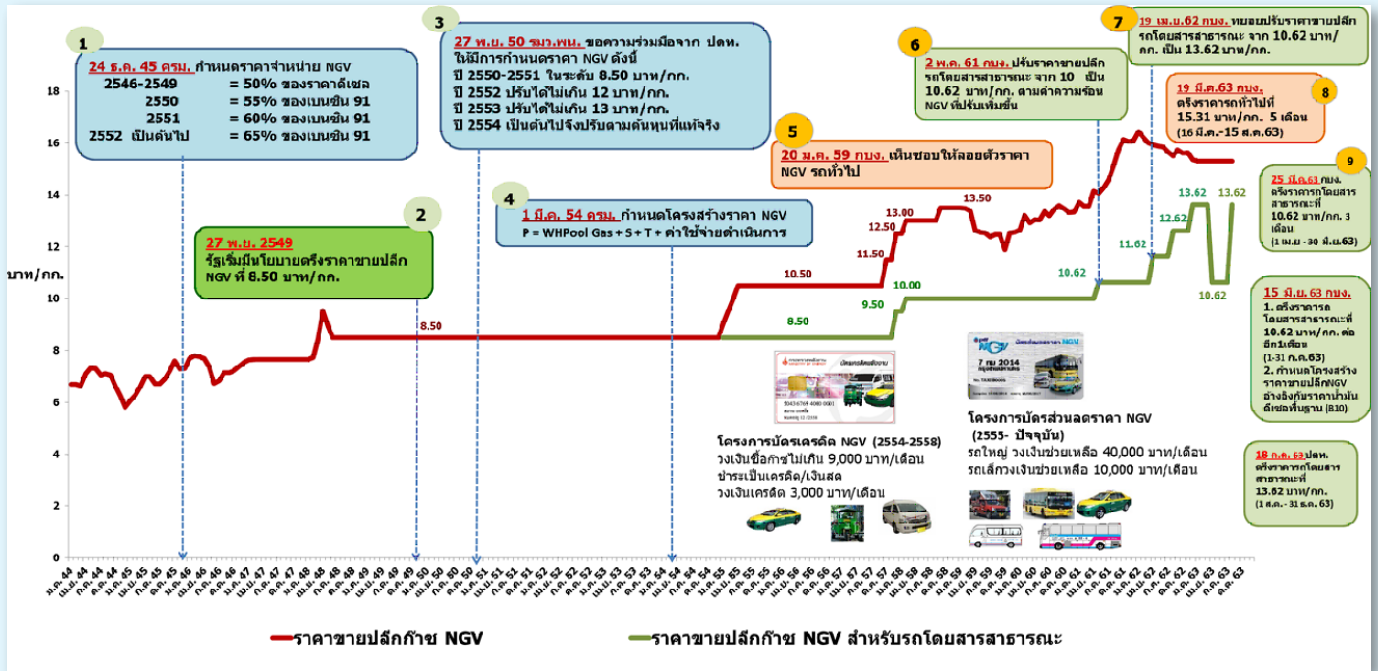 1
24 ธ.ค. 45 ครม. กำหนดราคาจำหน่าย NGV
2546-2549 = 50% ของราคาดีเซล
2550 = 55% ของเบนซิน 91
2551 = 60% ของเบนซิน 91
2552 เป็นต้นไป = 65% ของเบนซิน 91
2
27 พ.ย. 2549
รัฐเริ่มมีนโยบายตรึงราคาขายปลีก
NGV ที่ 8.50 บาท/กก.
3
27 พ.ย. 50 รมว.พน. ขอความร่วมมือจาก ปตท.
ให้มีการกำหนดราคา NGV ดังนี้
ปี 2550-2551 ในระดับ 8.50 บาท/กก.
ปี 2552 ปรับได้ไม่เกิน 12 บาท/กก.
ปี 2553 ปรับได้ไม่เกิน 13 บาท/กก.
ปี 2554 เป็นต้นไปจึงปรับตามต้นทุนที่แท้จริง
4
1 มี.ค. 54 ครม. กำหนดโครงสร้างราคา NGV
P = WHPool Gas + S + T + ค่าใช้จ่ายดำเนินการ
5
20 ม.ค. 59 กบง. เห็นชอบให้ลอยตัวราคา
NGV รถทั่วไป
6
2 พ.ค. 61 กบง. ปรับราคาขายปลีก
รถโดยสารสาธารณะ จาก 10 เป็น
10.62 บาท/กก. ตามค่าความร้อน
NGV ที่ปรับเพิ่มขึ้น
7
19 เม.ย.62 กบง. ทยอยปรับราคาขายปลีก
รถโดยสารสาธารณะ จาก 10.62 บาท/
กก. เป็น 13.62 บาท/กก.
8
19 มี.ค.63 กบง.
ตรึงราคารถทั่วไปที่
15.31 บาท/กก. 5 เดือน
(16 มี.ค.-15 ส.ค.63)
9
25 มี.ค.63 กบง.
ตรึงราคารถโดยสาร
สาธารณะที่
10.62 บาท/กก. 3
เดือน
(1 เม.ย - 30 มิ.ย.63)
15 มิ.ย. 63 กบง.
1. ตรึงราคารถ
โดยสารสาธารณะที่
10.62 บาท/กก. ต่อ
อีก1เดือน
(1-31 ก.ค.63)
2. กำหนดโครงสร้าง
ราคาขายปลีกNGV
อ้างอิงกับราคาน้ำมัน
ดีเซลพื้นฐาน (B10)
18 ก.ค. 63 ปตท.
ตรึงราคารถโดยสาร
สาธารณะที่
13.62 บาท/กก.
(1 ส.ค.- 31 ธ.ค. 63)
บาท/กก.
18
16
14
12
10
8
6
4
2
0
8.50
10.50
11.50
12.50
13.00
13.50
8.50
9.50
10.00
10.62
11.62
12.62
13.62
10.62
13.62
7 กม 2014
โครงการบัตรเครดิต NGV (2554-2558)
วงเงินซื้อก๊าซไม่เกิน 9,000 บาท/เดือน
ชำระเป็นเครดิต/เงินสด
วงเงินเครดิต 3,000 บาท/เดือน
โครงการบัตรส่วนลดราคา NGV
(2555- ปัจจุบัน)
รถใหญ่ วงเงินช่วยเหลือ 40,000 บาท/เดือน
รถเล็กวงเงินช่วยเหลือ 10,000 บาท/เดือน
ราคาขายปลีกก๊าซ NGV
ราคาขายปลีกก๊าซ NGV สำหรับรถโดยสารสาธารณะ